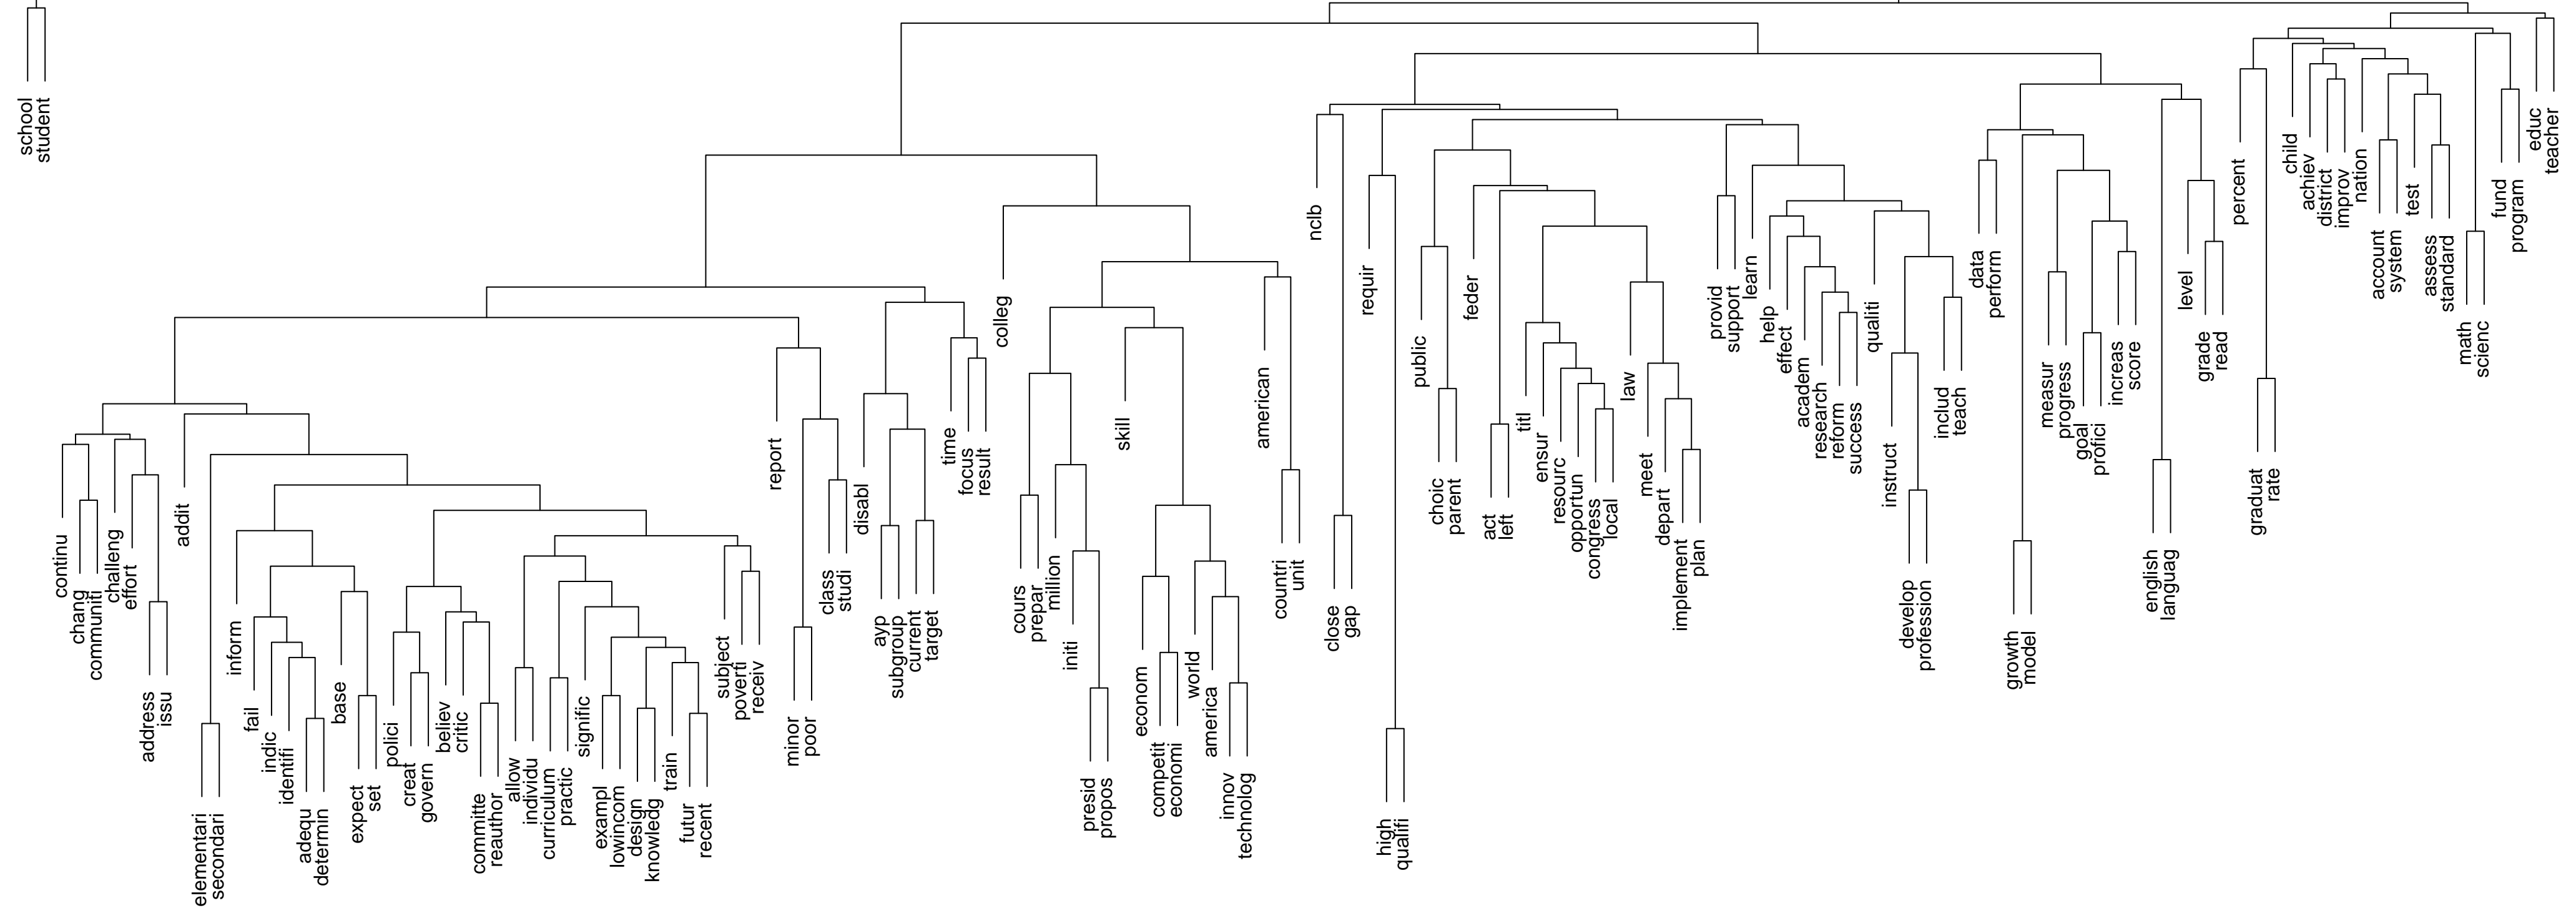 school
student
continu
chang
communiti
challeng
effort
address
issu
addit
elementari
secondari
inform
fail
indic
identifi
adequ
determin
base
expect
set
polici
creat
govern
believ
critic
committe
reauthor
allow
individu
curriculum
practic
signific
exampl
lowincom
design
knowledg
train
futur
recent
subject
poverti
receiv
report
minor
poor
class
studi
disabl
ayp
subgroup
current
target
time
focus
result
colleg
cours
prepar
million
initi
presid
propos
skill
econom
competit
economi
world
america
innov
technolog
american
countri
unit
nclb
close
gap
requir
high
qualifi
public
choic
parent
feder
act
left
titl
ensur
resourc
opportun
congress
local
law
meet
depart
implement
plan
provid
support
learn
help
effect
academ
research
reform
success
qualiti
instruct
develop
profession
includ
teach
data
perform
growth
model
measur
progress
goal
profici
increas
score
english
languag
level
grade
read
percent
graduat
rate
child
achiev
district
improv
nation
account
system
test
assess
standard
math
scienc
fund
program
educ
teacher